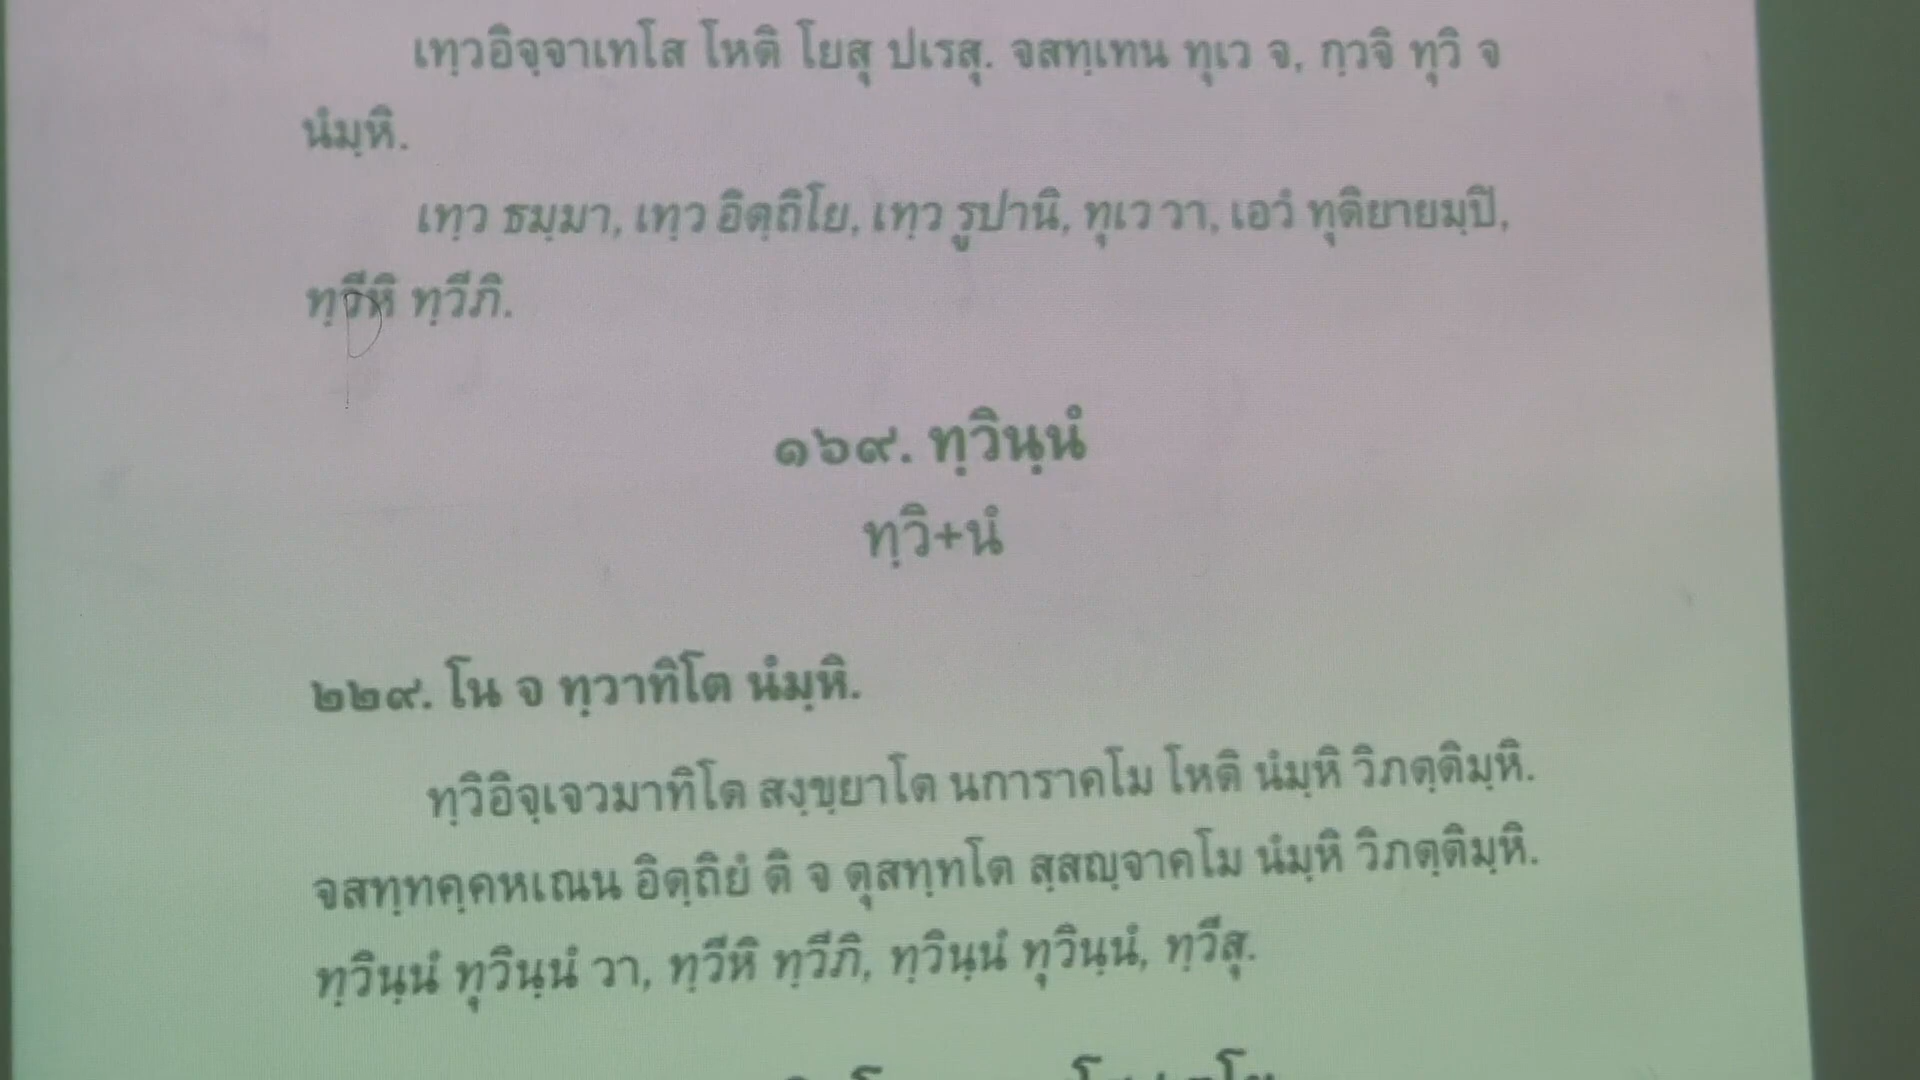 เทฺวอิจฺจาเทโส โหติ โยสุ ปเรสุ. จสทฺเทน ทุเว จ, กฺวจิ ทุวิ จ
นํมฺหิ.
เทฺว ธมฺมา, เทฺว อิตฺถิโย, เทฺว รูปานิ, ทุเว วา, เอวํ ทุติยายมฺปิ,
ทฺวีหิ ทฺวีภิ.
๑๖๙. ทฺวินฺนํ
ทฺวิ+นํ
๒๒๙. โน จ ทฺวาทิโต นํมฺหิ.
ทฺวิอิจฺเจวมาทิโต สงฺขฺยาโต นการาคโม โหติ นํมฺหิ วิภตฺติมฺหิ.
จสทฺทคฺคหเณน อิตฺถิยํ ติ จ ตุสทฺทโต สฺสญฺจาคโม นํมฺหิ วิภตฺติมฺหิ.
ทฺวินฺนํ ทุวินฺนํ วา, ทฺวีหิ ทฺวีภิ, ทฺวินฺนํ ทุวินฺนํ, ทฺวีสุ.